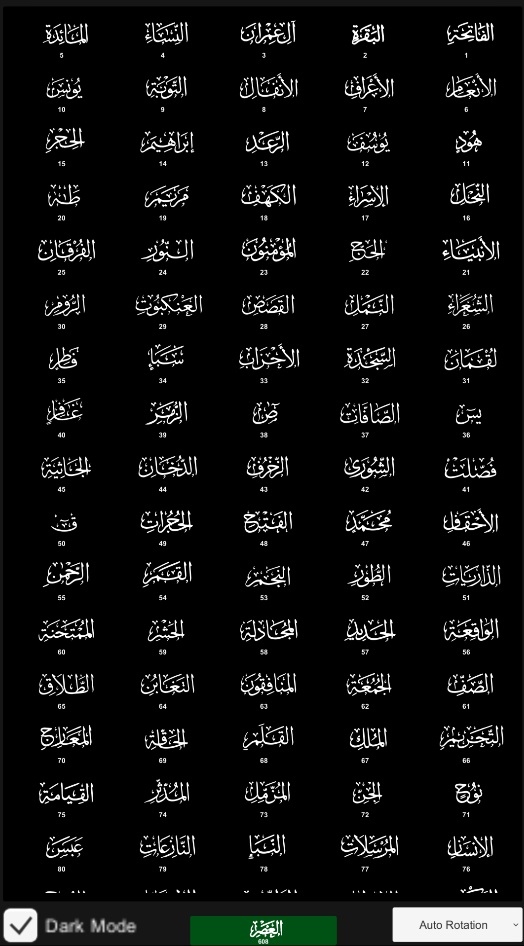 الفاتحة البقرة آل عمران النساء المائدة
1 2 3 4 5
الأنعام الأعراف الأنفال التوبة يونس
6 7 8 9 10
هود يوسف الرعد إبراهيم الحجر
11 12 13 14 15
النحل الإسراء الكهف مريم طه
16 17 18 19 20
الأنبياء الحج المؤمنون النور الفرقان
21 22 23 24 25
الشعراء النمل القصص العنكبوت الروم
26 27 28 29 30
لقمان السجدة الأحزاب سبإ فاطر
31 32 33 34 35
يس الصافات ص الزمر غافر
36 37 38 39 40
فصلت الشورى الزخرف الدخان الجاثية
41 42 43 44 45
الأحقاف محمد الفتح الحجرات ق
46 47 48 49 50
الذاريات الطور النجم القمر الرحمن
51 52 53 54 55
الواقعة الحديد المجادلة الحشر الممتحنة
56 57 58 59 60
الصف الجمعة المنافقون التغابن الطلاق
61 62 63 64 65
التحريم الملك القلم الحاقة المعارج
66 67 68 69 70
نوح الجن المزمل المدثر القيامة
71 72 73 74 75
الإنسان المرسلات النبإ النازعات عبس
76 77 78 79 80
Dark Mode
العصر
608
Auto Rotation